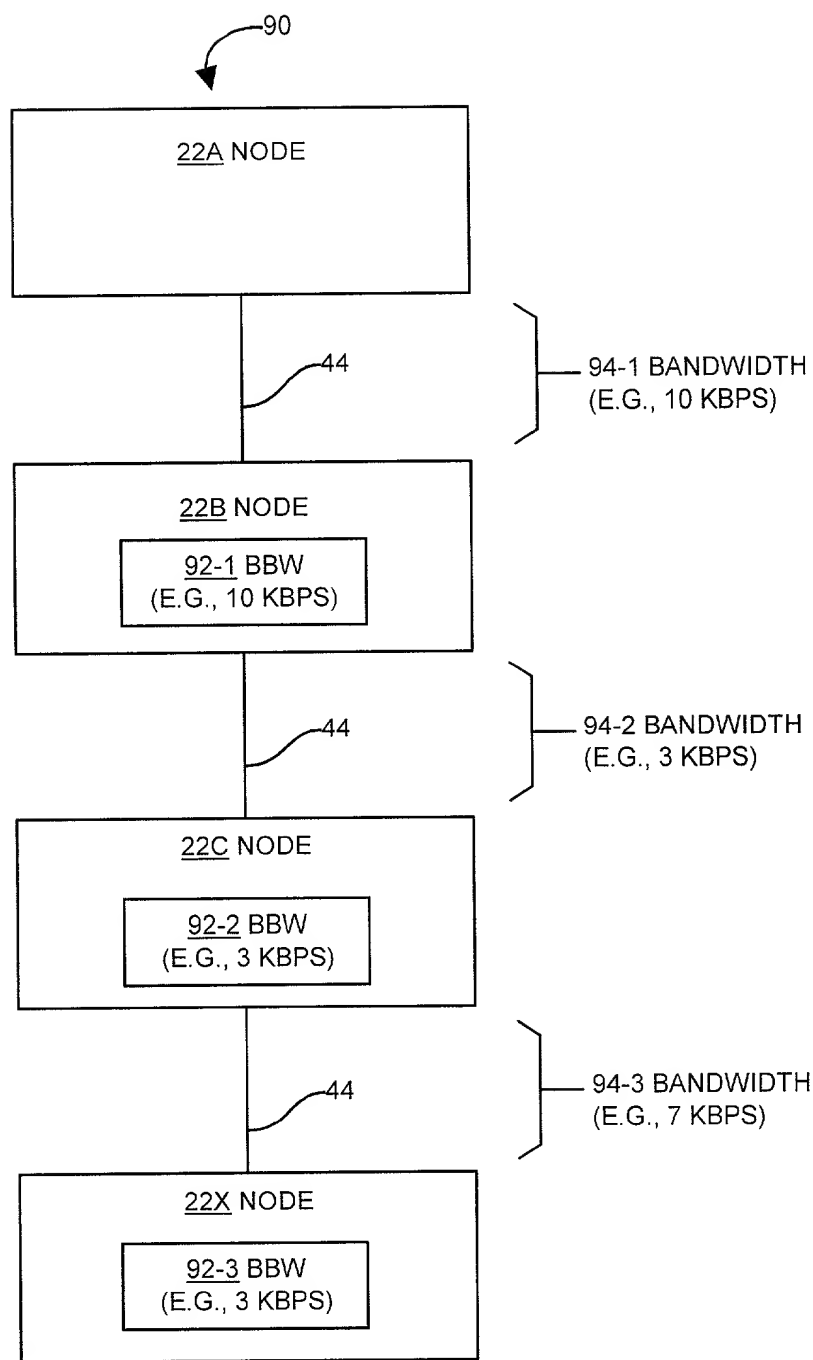 90
22A NODE
44
94-1 BANDWIDTH
(E.G., 10 KBPS)
22B NODE
92-1 BBW
(E.G., 10 KBPS)
44
94-2 BANDWIDTH
(E.G., 3 KBPS)
22C NODE
92-2 BBW
(E.G., 3 KBPS)
44
94-3 BANDWIDTH
(E.G., 7 KBPS)
22X NODE
92-3 BBW
(E.G., 3 KBPS)